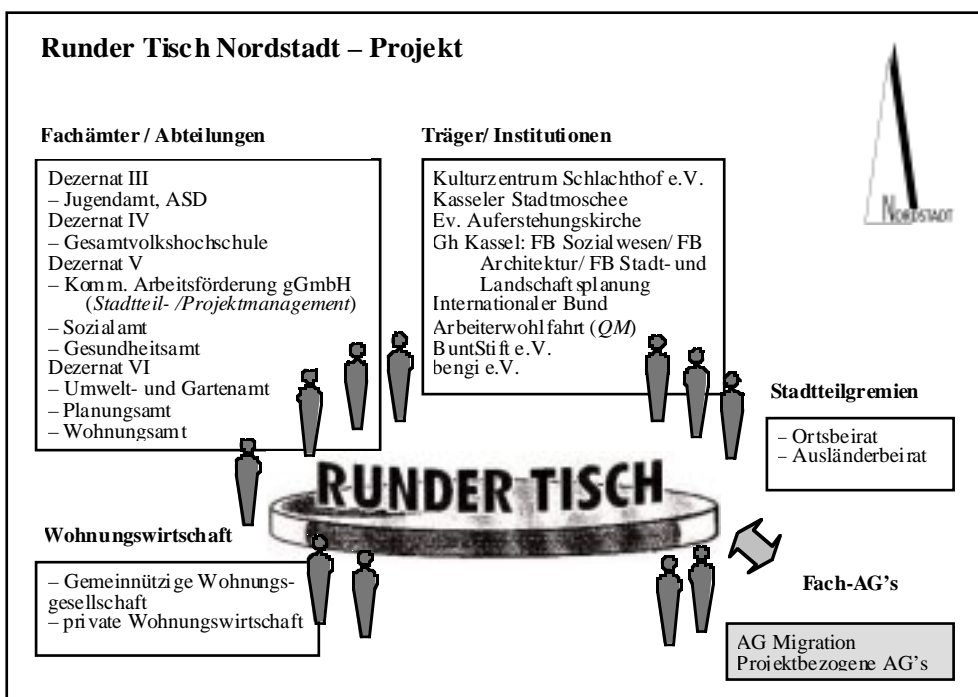 Runder Tisch Nordstadt – Projekt
NORDSTADT
Fachämter / Abteilungen
Dezernat III
– Jugendamt, ASD
Dezernat IV
– Gesamtvolkshochschule
Dezernat V
– Komm. Arbeitsförderung gGmbH
(Stadtteil- /Projektmanagement)
– Sozialamt
– Gesundheitsamt
Dezernat VI
– Umwelt- und Gartenamt
– Planungsamt
– Wohnungsamt
Träger/ Institutionen
Kulturzentrum Schlachthof e.V.
Kasseler Stadtmoschee
Ev. Auferstehungskirche
Gh Kassel: FB Sozialwesen/ FB
Architektur/ FB Stadt- und
Landschaftsplanung
Internationaler Bund
Arbeiterwohlfahrt (QM)
BuntStift e.V.
bengi e.V.
Stadtteilgremien
– Ortsbeirat
– Ausländerbeirat
RUNDER TISCH
Wohnungswirtschaft
– Gemeinnützige Wohnungs-
gesellschaft
– private Wohnungswirtschaft
Fach-AG's
AG Migration
Projektbezogene AG's